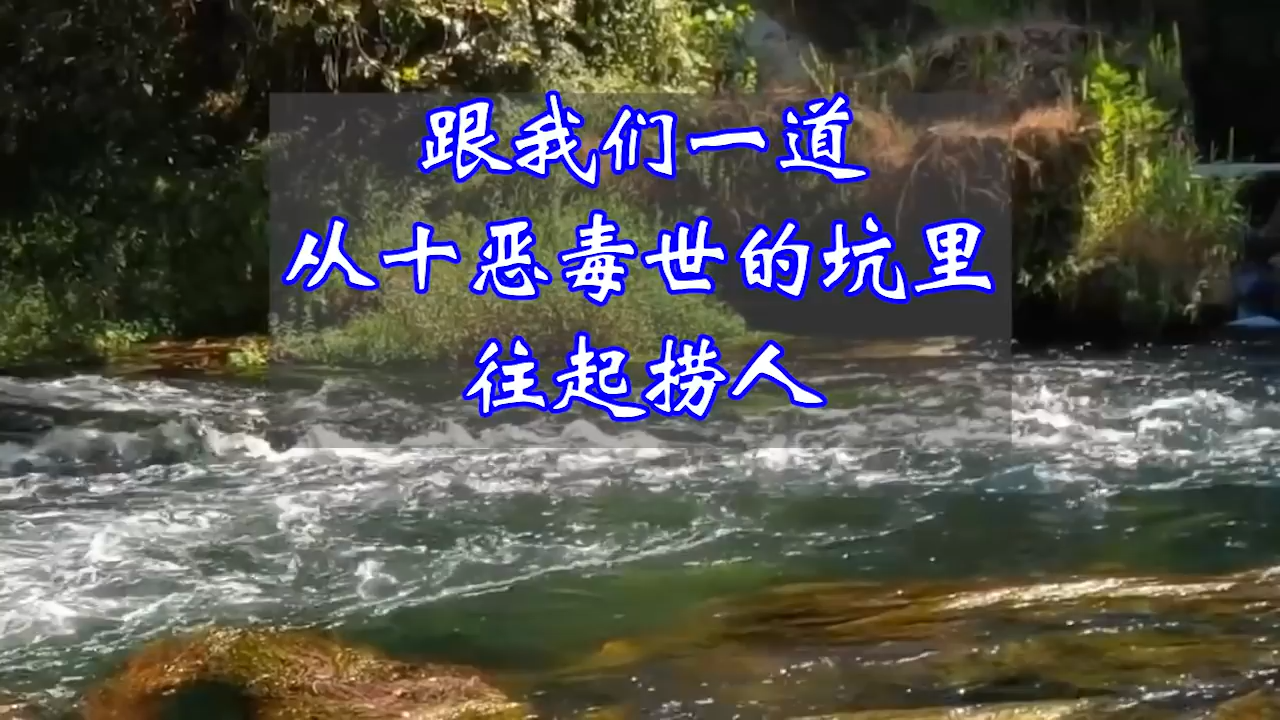 跟我们一道
从十恶毒世的坑里
往起捞人